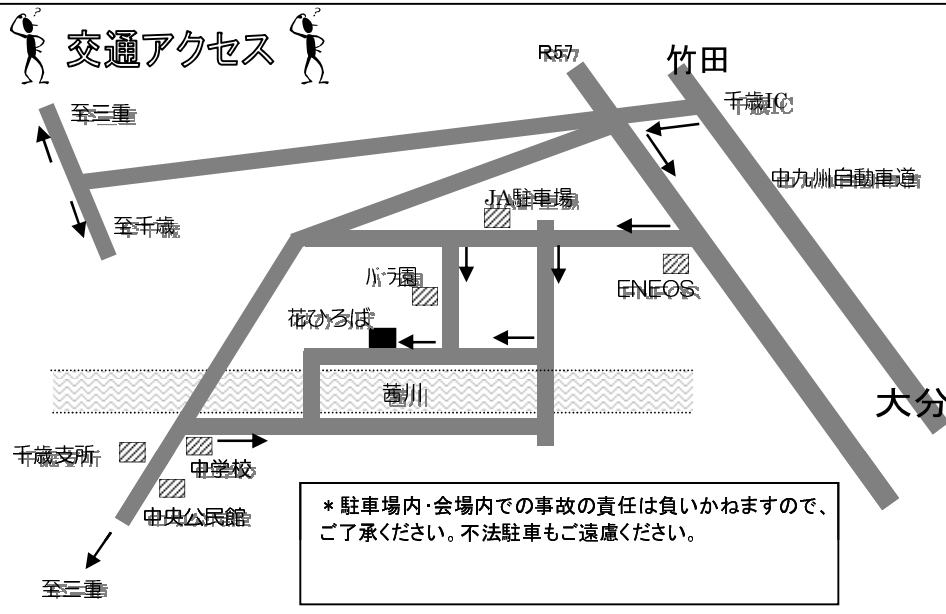 交通アクセス
R57
竹田
至三重
千歳IC
中九州自動車道
JA駐車場
至千歳
バラ園
ENEOS
花ひろば
茜川
大分
千歳支所
中学校
中央公民館
*駐車場内・会場内での事故の責任は負いかねますので、
ご了承ください。不法駐車もご遠慮ください。
至三重